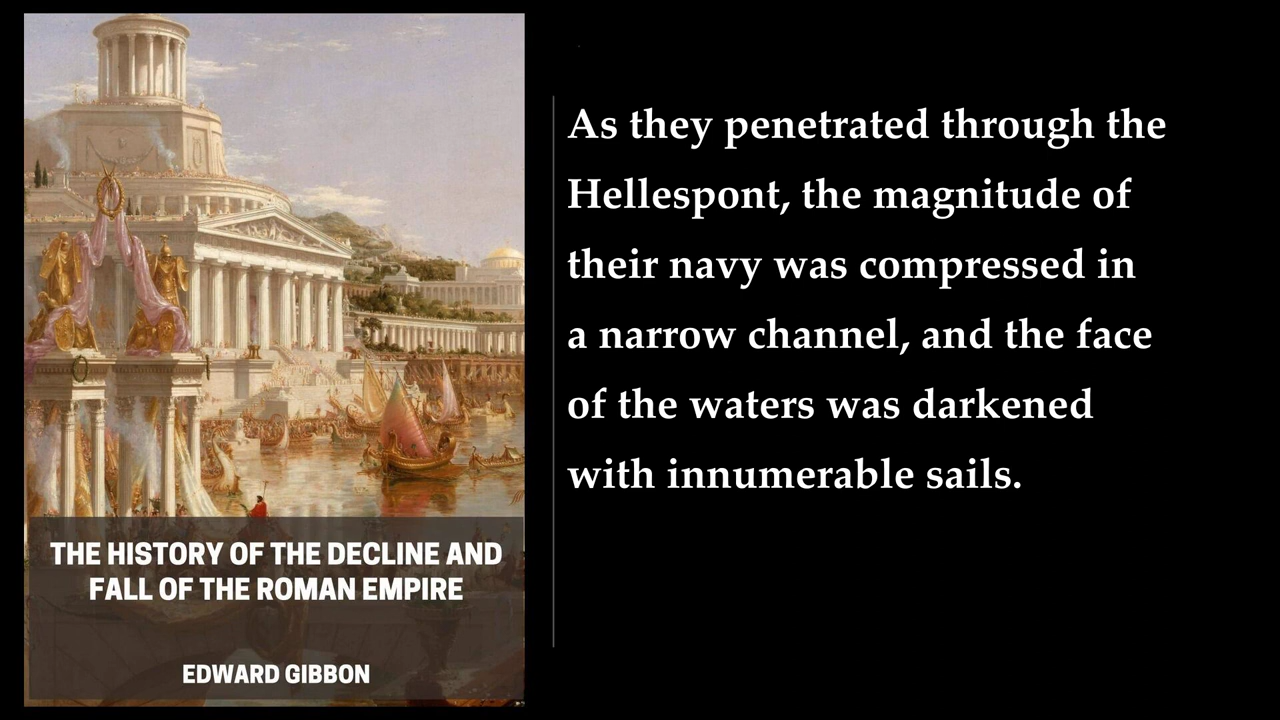 THE HISTORY OF THE DECLINE AND
FALL OF THE ROMAN EMPIRE
EDWARD GIBBON
As they penetrated through the
Hellespont, the magnitude of
their navy was compressed in
a narrow channel, and the face
of the waters was darkened
with innumerable sails.